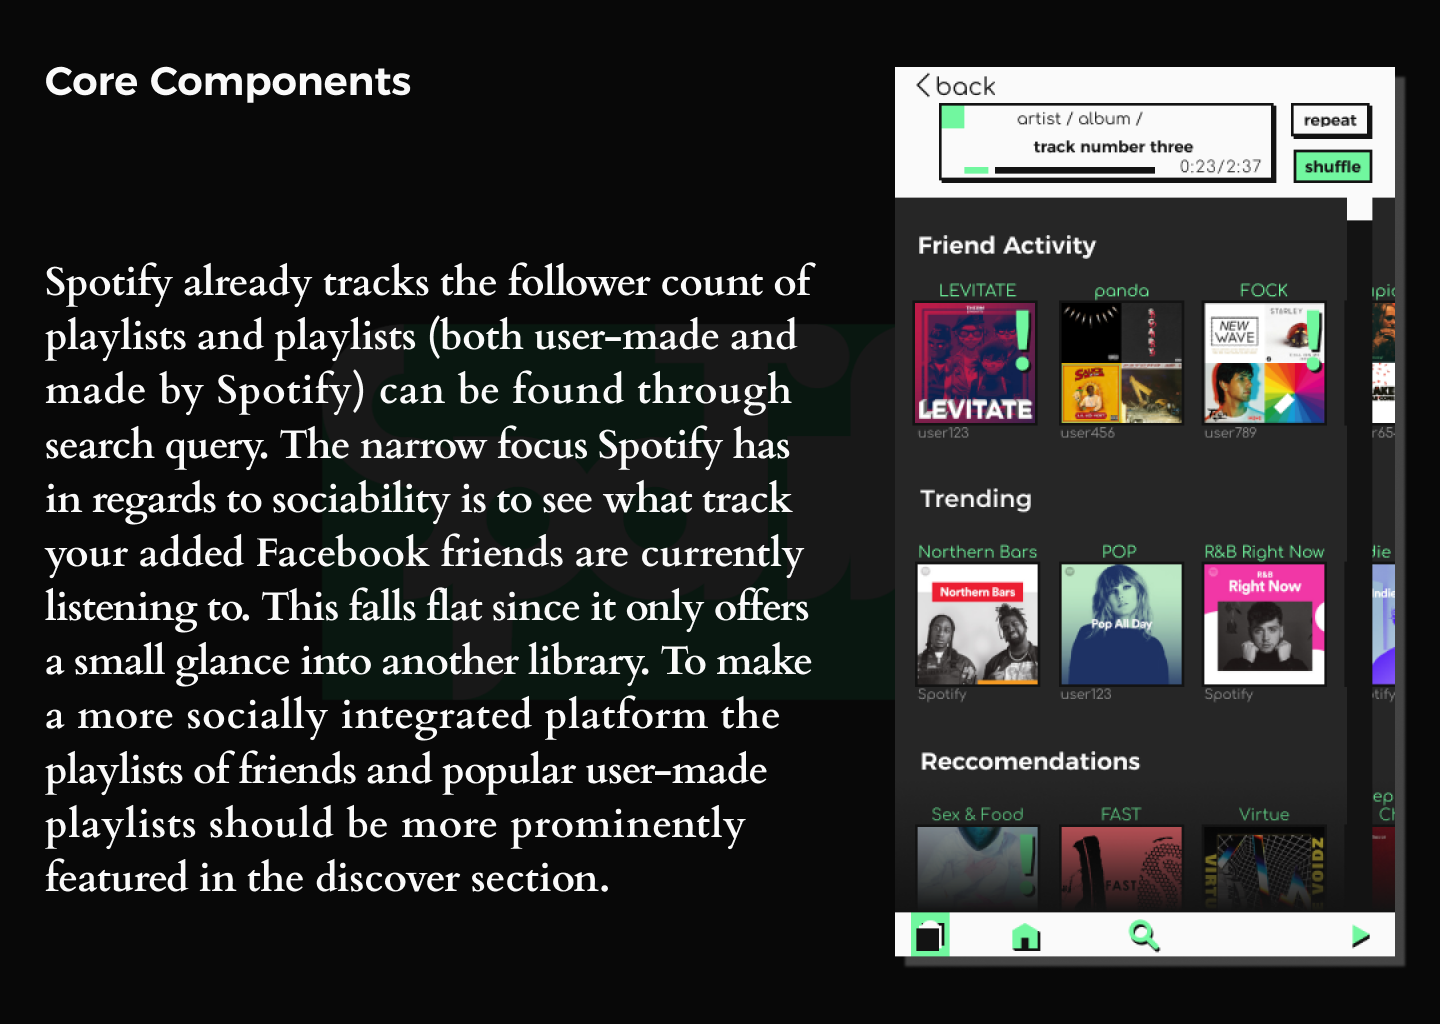 Core Components
Spotify already tracks the follower count of
playlists and playlists (both user-made and
made by Spotify) can be found through
search query. The narrow focus Spotify has
in regards to sociability is to see what track
your added Facebook friends are currently
listening to. This falls flat since it only offers
a small glance into another library. To make
a more socially integrated platform the
playlists of friends and popular user-made
playlists should be more prominently
featured in the discover section.
back
artist / album /
track number three
0:23/2:37
repeat
shuffle
Friend Activity
LEVITATE panda FOCK
SCARY
NEW WAVE
STARLEY
SAUCE
LEVITATE
user123 user456 user789
Trending
Northern Bars POP R&B Right Now
Northern Bars
Pop All Day
R&B
Right Now
Spotify user123 Spotify
Reccomendations
Sex & Food FAST Virtue
FAST
VOIDZ